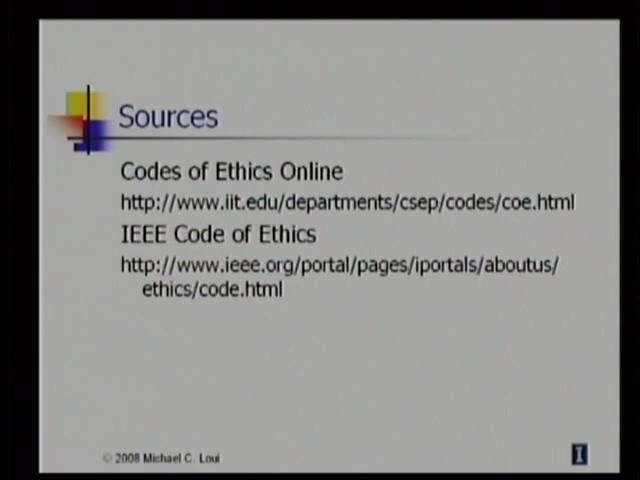 Sources
Codes of Ethics Online
http://www.iit.edu/departments/csep/codes/coe.html
IEEE Code of Ethics
http://www.ieee.org/portal/pages/iportals/aboutus/
ethics/code.html
© 2008 Michael C. Loui
I